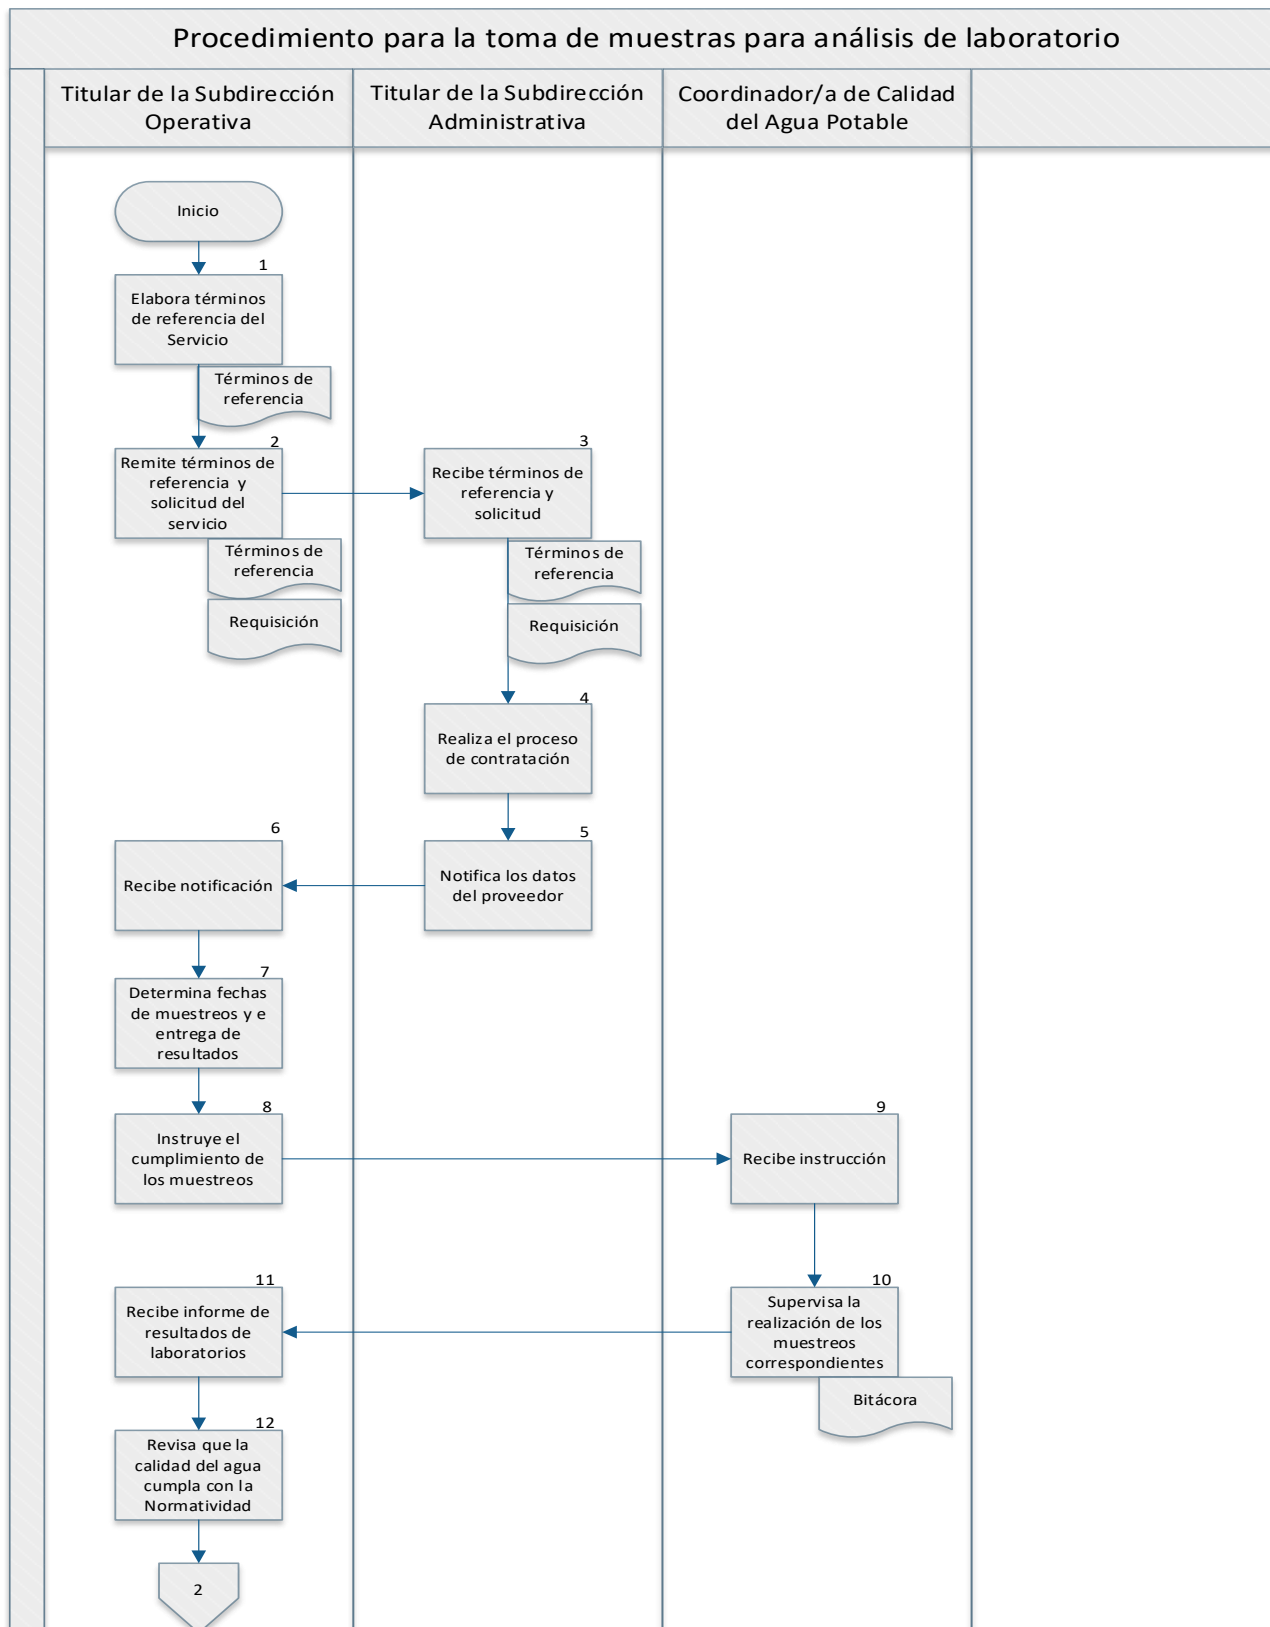 Procedimiento para la toma de muestras para análisis de laboratorio
Titular de la Subdirección
Operativa
Titular de la Subdirección
Administrativa
Coordinador/a de Calidad
del Agua Potable
Inicio
1
Elabora términos
de referencia del
Servicio
Términos de
referencia
2
Remite términos de
referencia y
solicitud del
servicio
Términos de
referencia
Requisición
3
Recibe términos de
referencia y
solicitud
Términos de
referencia
Requisición
4
Realiza el proceso
de contratación
5
Notifica los datos
del proveedor
6
Recibe notificación
7
Determina fechas
de muestreos y e
entrega de
resultados
8
Instruye el
cumplimiento de
los muestreos
9
Recibe instrucción
10
Supervisa la
realización de los
muestreos
correspondientes
Bitácora
11
Recibe informe de
resultados de
laboratorios
12
Revisa que la
calidad del agua
cumpla con la
Normatividad
2